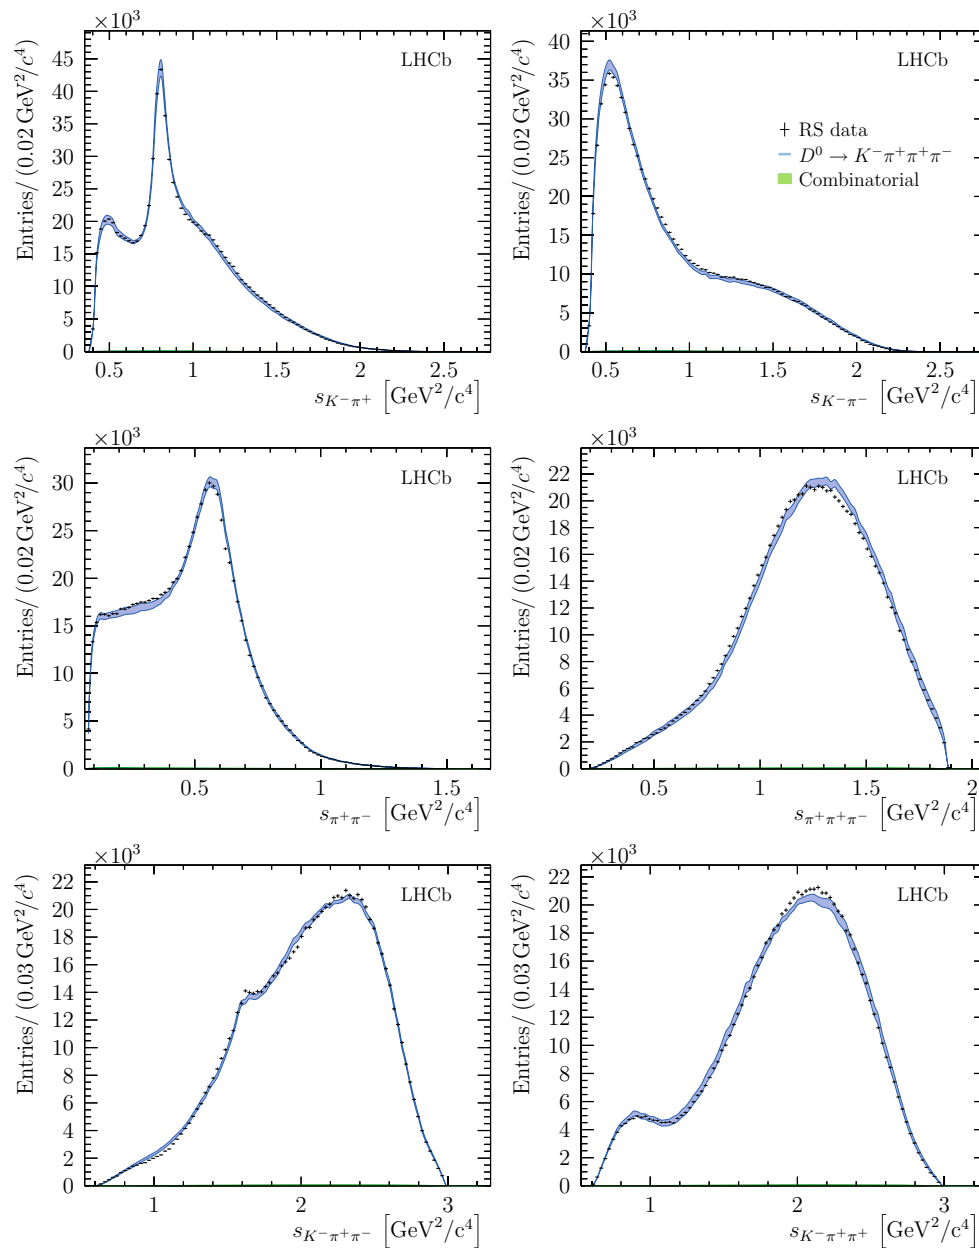 ×10³
LHCb
Entries/ (0.02 GeV²/c⁴)
45
40
35
30
25
20
15
10
5
0
0.5 1 1.5 2 2.5
s_{K⁻π⁺} [GeV²/c⁴]
×10³
LHCb
Entries/ (0.02 GeV²/c⁴)
RS data
D⁰ → K⁻π⁺π⁺π⁻
Combinatorial
40
35
30
25
20
15
10
5
0
0.5 1 1.5 2 2.5
s_{K⁻π⁻} [GeV²/c⁴]
×10³
LHCb
Entries/ (0.02 GeV²/c⁴)
30
25
20
15
10
5
0
0.5 1 1.5
s_{π⁺π⁻} [GeV²/c⁴]
×10³
LHCb
Entries/ (0.02 GeV²/c⁴)
22
20
18
16
14
12
10
8
6
4
2
0
0.5 1 1.5 2
s_{π⁺π⁺π⁻} [GeV²/c⁴]
×10³
LHCb
Entries/ (0.03 GeV²/c⁴)
22
20
18
16
14
12
10
8
6
4
2
0
1 2 3
s_{K⁻π⁺π⁻} [GeV²/c⁴]
×10³
LHCb
Entries/ (0.03 GeV²/c⁴)
22
20
18
16
14
12
10
8
6
4
2
0
1 2 3
s_{K⁻π⁺π⁺} [GeV²/c⁴]